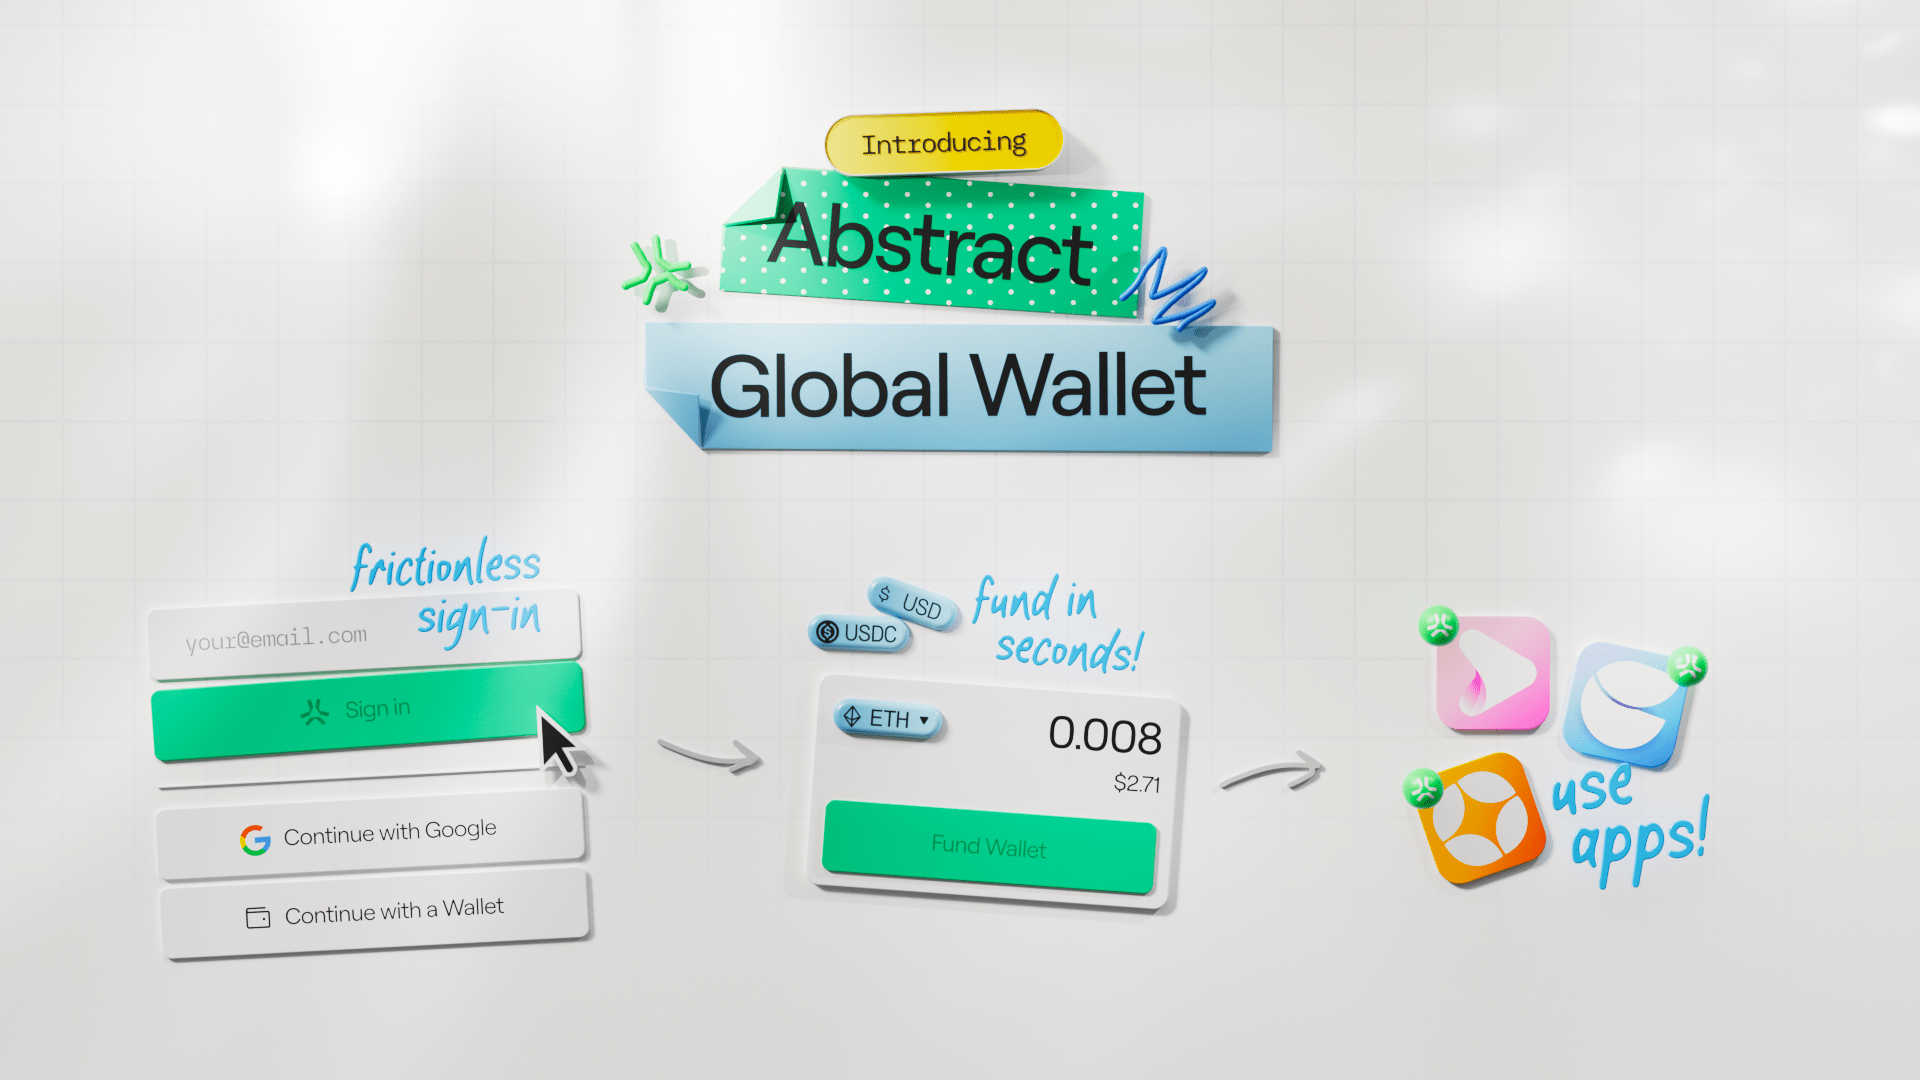 Introducing
Abstract
Global Wallet
frictionless
sign-in
your@email.com
Sign in
Continue with Google
Continue with a Wallet
$ USD
USDC
fund in
seconds!
ETH
0.008
$2.71
Fund Wallet
use
apps!